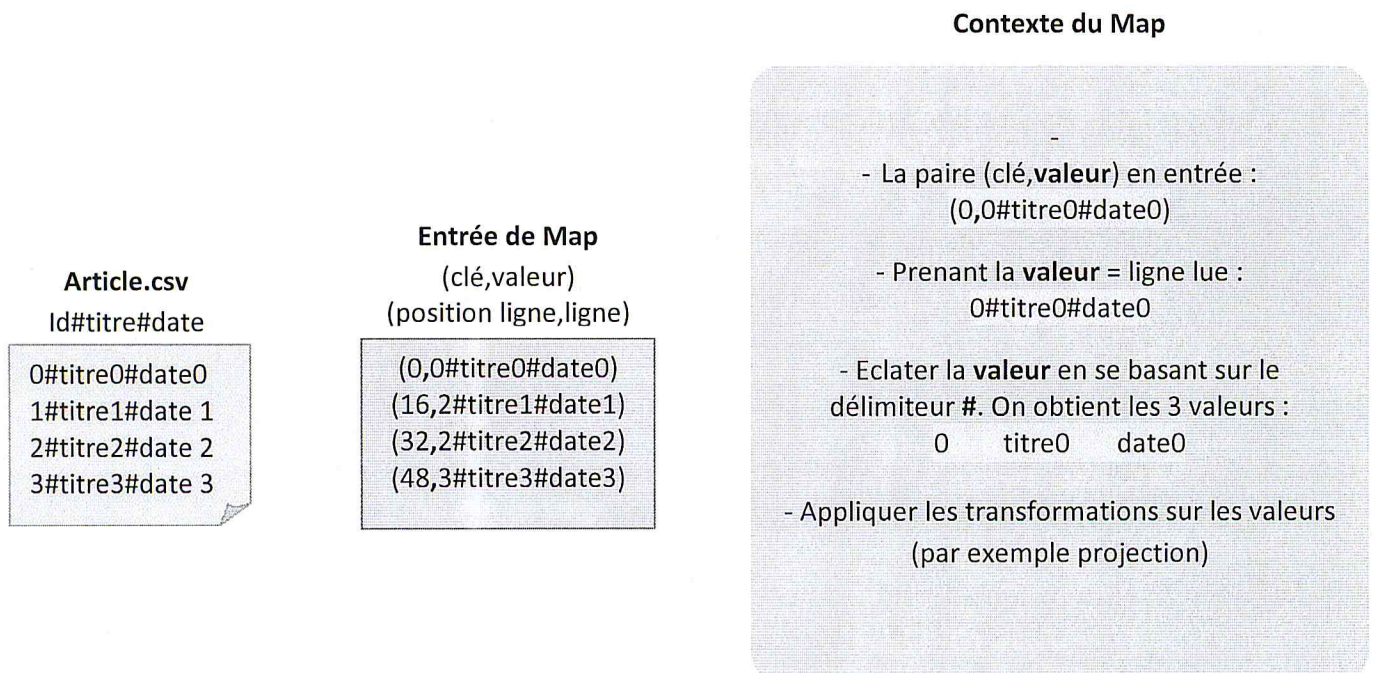 Contexte du Map
-
- La paire (clé,valeur) en entrée :
(0,0#titre0#date0)
- Prenant la valeur = ligne lue :
0#titre0#date0
- Eclater la valeur en se basant sur le
délimiteur #. On obtient les 3 valeurs :
0 titre0 date0
- Appliquer les transformations sur les valeurs
(par exemple projection)
Entrée de Map
(clé,valeur)
(position ligne,ligne)
(0,0#titre0#date0)
(16,2#titre1#date1)
(32,2#titre2#date2)
(48,3#titre3#date3)
Article.csv
Id#titre#date
0#titre0#date0
1#titre1#date 1
2#titre2#date 2
3#titre3#date 3